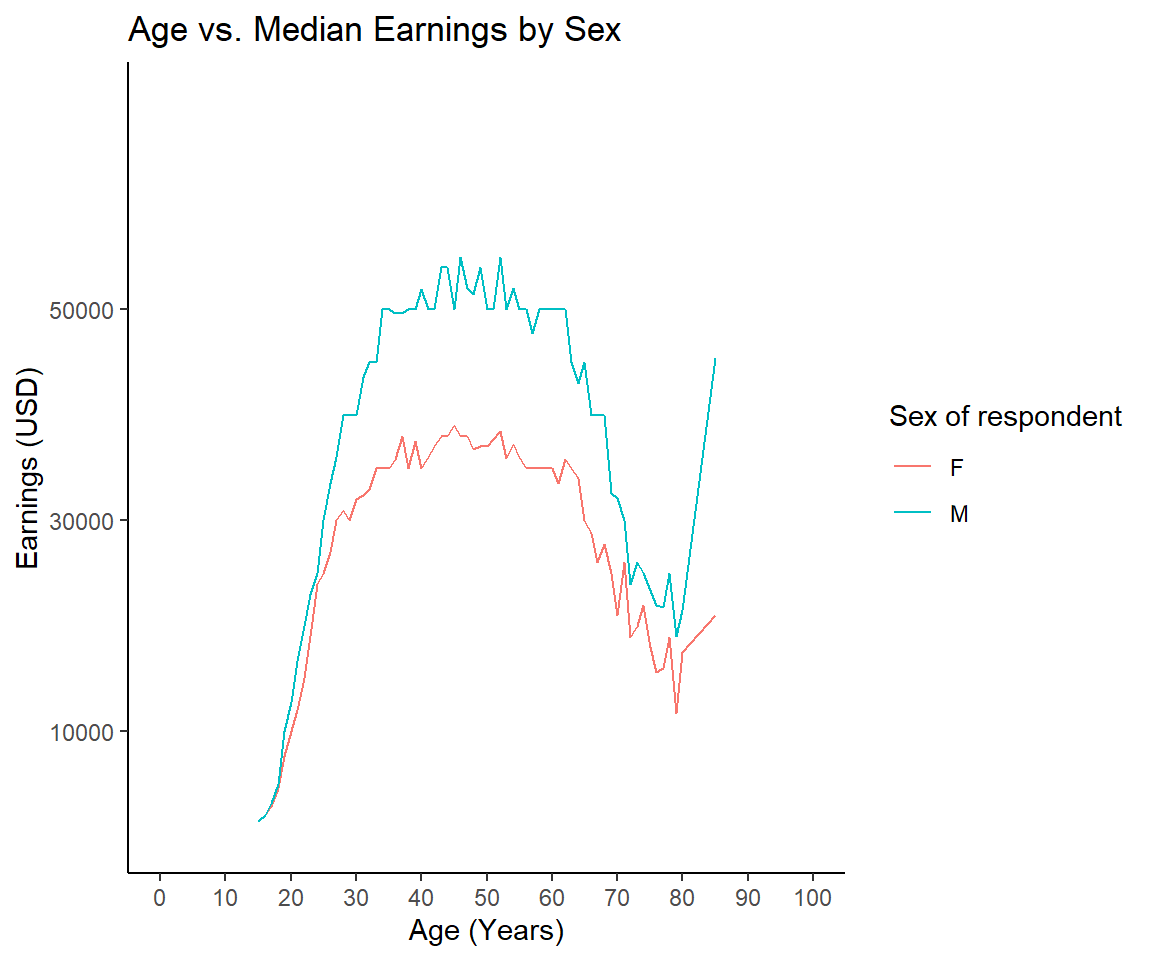 Age vs. Median Earnings by Sex
Earnings (USD)
50000
30000
10000
0 10 20 30 40 50 60 70 80 90 100
Age (Years)
Sex of respondent
F
M